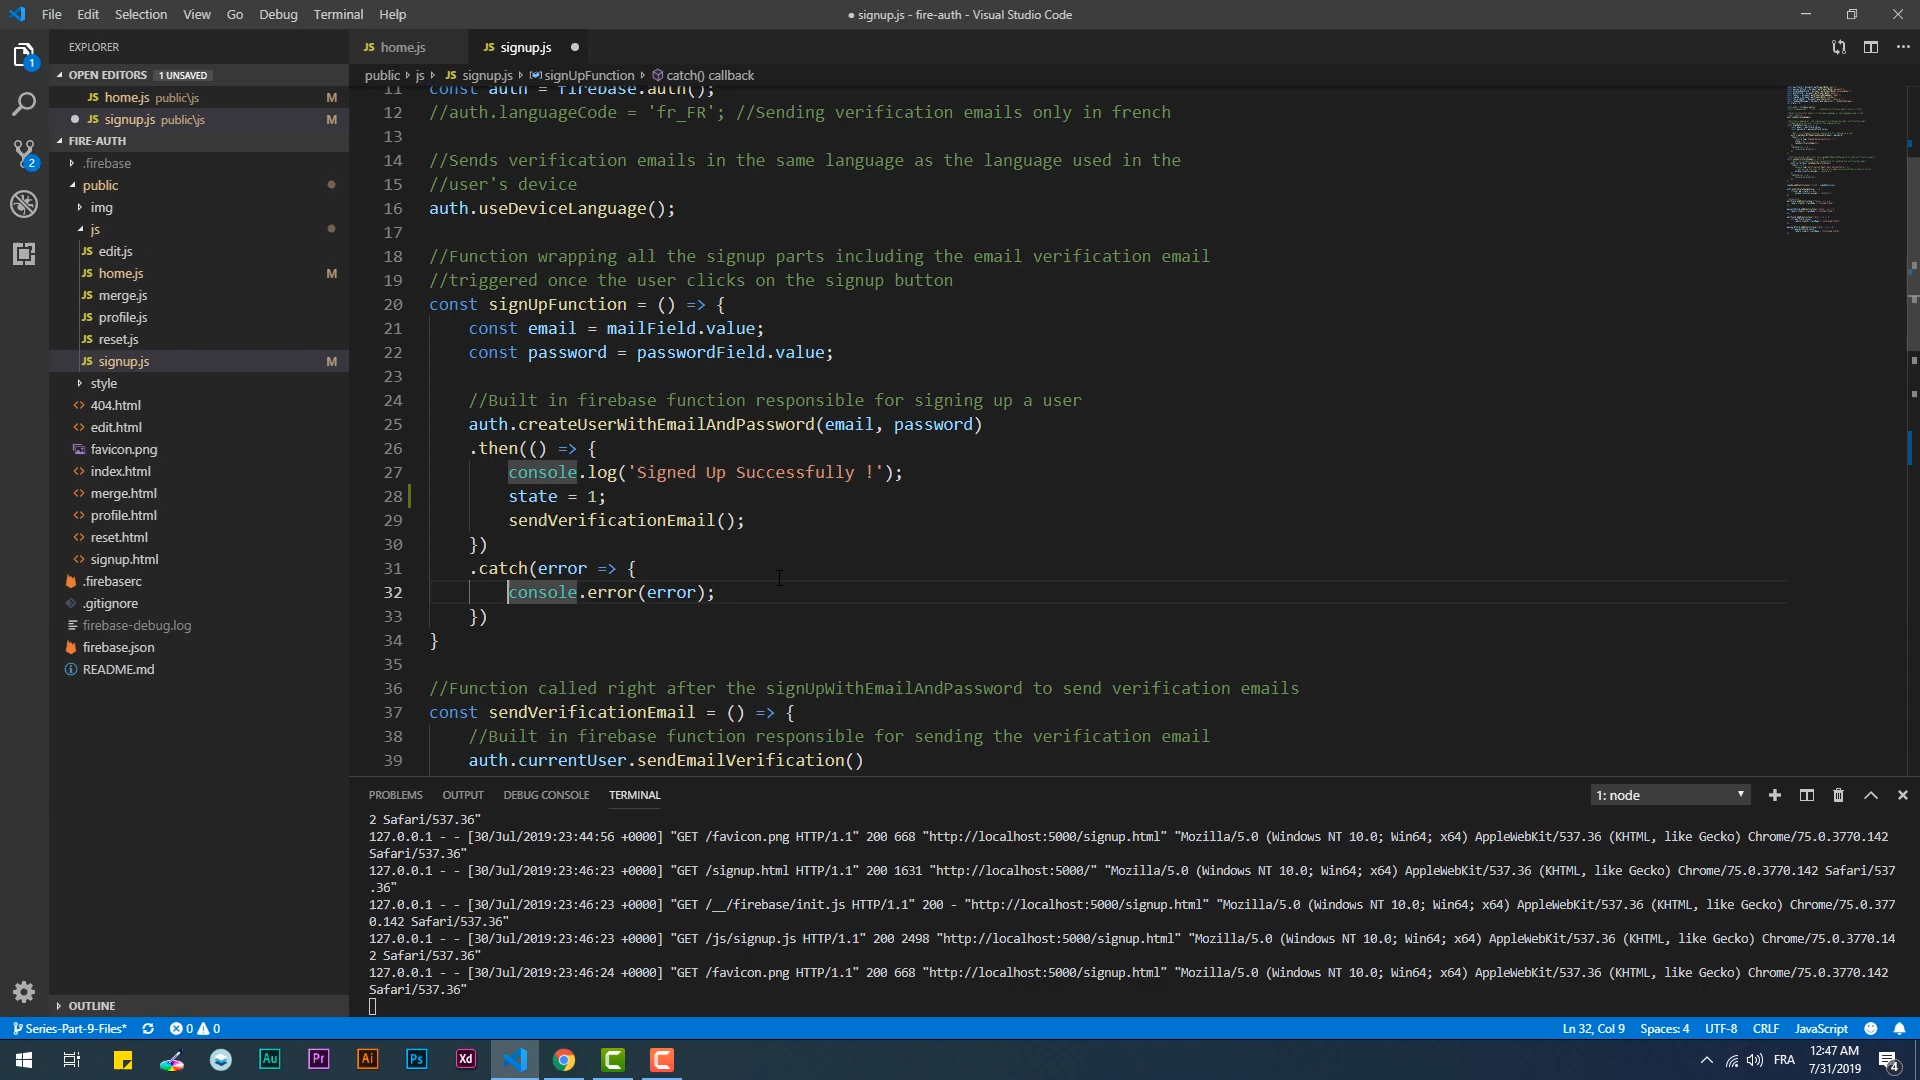 File Edit Selection View Go Debug Terminal Help
● signup.js - fire-auth - Visual Studio Code
EXPLORER
OPEN EDITORS 1 UNSAVED
home.js public\js M
signup.js public\js M
FIRE-AUTH
.firebase
public
img
js
JS edit.js
JS home.js M
JS merge.js
JS profile.js
JS reset.js
JS signup.js M
style
<> 404.html
<> edit.html
favicon.png
<> index.html
<> merge.html
<> profile.html
<> reset.html
<> signup.html
.firebaserc
.gitignore
firebase-debug.log
firebase.json
README.md
OUTLINE
JS home.js
JS signup.js ●
public › js › JS signup.js › signUpFunction › catch() callback
11 const auth = firebase.auth();
12 //auth.languageCode = 'fr_FR'; //Sending verification emails only in french
13
14 //Sends verification emails in the same language as the language used in the
15 //user's device
16 auth.useDeviceLanguage();
17
18 //Function wrapping all the signup parts including the email verification email
19 //triggered once the user clicks on the signup button
20 const signUpFunction = () => {
21 const email = mailField.value;
22 const password = passwordField.value;
23
24 //Built in firebase function responsible for signing up a user
25 auth.createUserWithEmailAndPassword(email, password)
26 .then(() => {
27 console.log('Signed Up Successfully !');
28 state = 1;
29 sendVerificationEmail();
30 })
31 .catch(error => {
32 console.error(error);
33 })
34 }
35
36 //Function called right after the signUpWithEmailAndPassword to send verification emails
37 const sendVerificationEmail = () => {
38 //Built in firebase function responsible for sending the verification email
39 auth.currentUser.sendEmailVerification()
PROBLEMS OUTPUT DEBUG CONSOLE TERMINAL
1: node
2 Safari/537.36"
127.0.0.1 - - [30/Jul/2019:23:44:56 +0000] "GET /favicon.png HTTP/1.1" 200 668 "http://localhost:5000/signup.html" "Mozilla/5.0 (Windows NT 10.0; Win64; x64) AppleWebKit/537.36 (KHTML, like Gecko) Chrome/75.0.3770.142
Safari/537.36"
127.0.0.1 - - [30/Jul/2019:23:46:23 +0000] "GET /signup.html HTTP/1.1" 200 1631 "http://localhost:5000/" "Mozilla/5.0 (Windows NT 10.0; Win64; x64) AppleWebKit/537.36 (KHTML, like Gecko) Chrome/75.0.3770.142 Safari/537
.36"
127.0.0.1 - - [30/Jul/2019:23:46:23 +0000] "GET /__/firebase/init.js HTTP/1.1" 200 - "http://localhost:5000/signup.html" "Mozilla/5.0 (Windows NT 10.0; Win64; x64) AppleWebKit/537.36 (KHTML, like Gecko) Chrome/75.0.377
0.142 Safari/537.36"
127.0.0.1 - - [30/Jul/2019:23:46:23 +0000] "GET /js/signup.js HTTP/1.1" 200 2498 "http://localhost:5000/signup.html" "Mozilla/5.0 (Windows NT 10.0; Win64; x64) AppleWebKit/537.36 (KHTML, like Gecko) Chrome/75.0.3770.14
2 Safari/537.36"
127.0.0.1 - - [30/Jul/2019:23:46:24 +0000] "GET /favicon.png HTTP/1.1" 200 668 "http://localhost:5000/signup.html" "Mozilla/5.0 (Windows NT 10.0; Win64; x64) AppleWebKit/537.36 (KHTML, like Gecko) Chrome/75.0.3770.142
Safari/537.36"
Series-Part-9-Files* 0 0
Ln 32, Col 9 Spaces: 4 UTF-8 CRLF JavaScript
Au Pr Ai Ps Xd C C
FRA
12:47 AM
7/31/2019
4